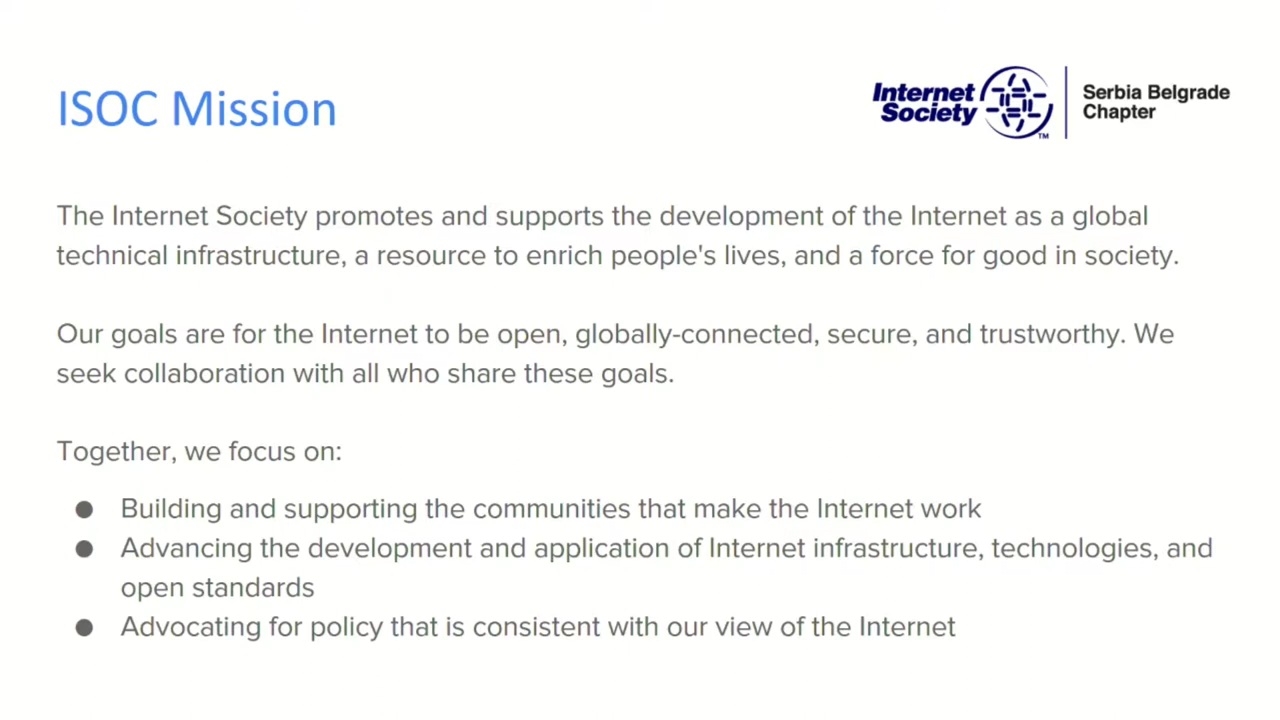 ISOC Mission
Internet
Society
TM
Serbia Belgrade
Chapter
The Internet Society promotes and supports the development of the Internet as a global
technical infrastructure, a resource to enrich people's lives, and a force for good in society.
Our goals are for the Internet to be open, globally-connected, secure, and trustworthy. We
seek collaboration with all who share these goals.
Together, we focus on:
● Building and supporting the communities that make the Internet work
● Advancing the development and application of Internet infrastructure, technologies, and
open standards
● Advocating for policy that is consistent with our view of the Internet